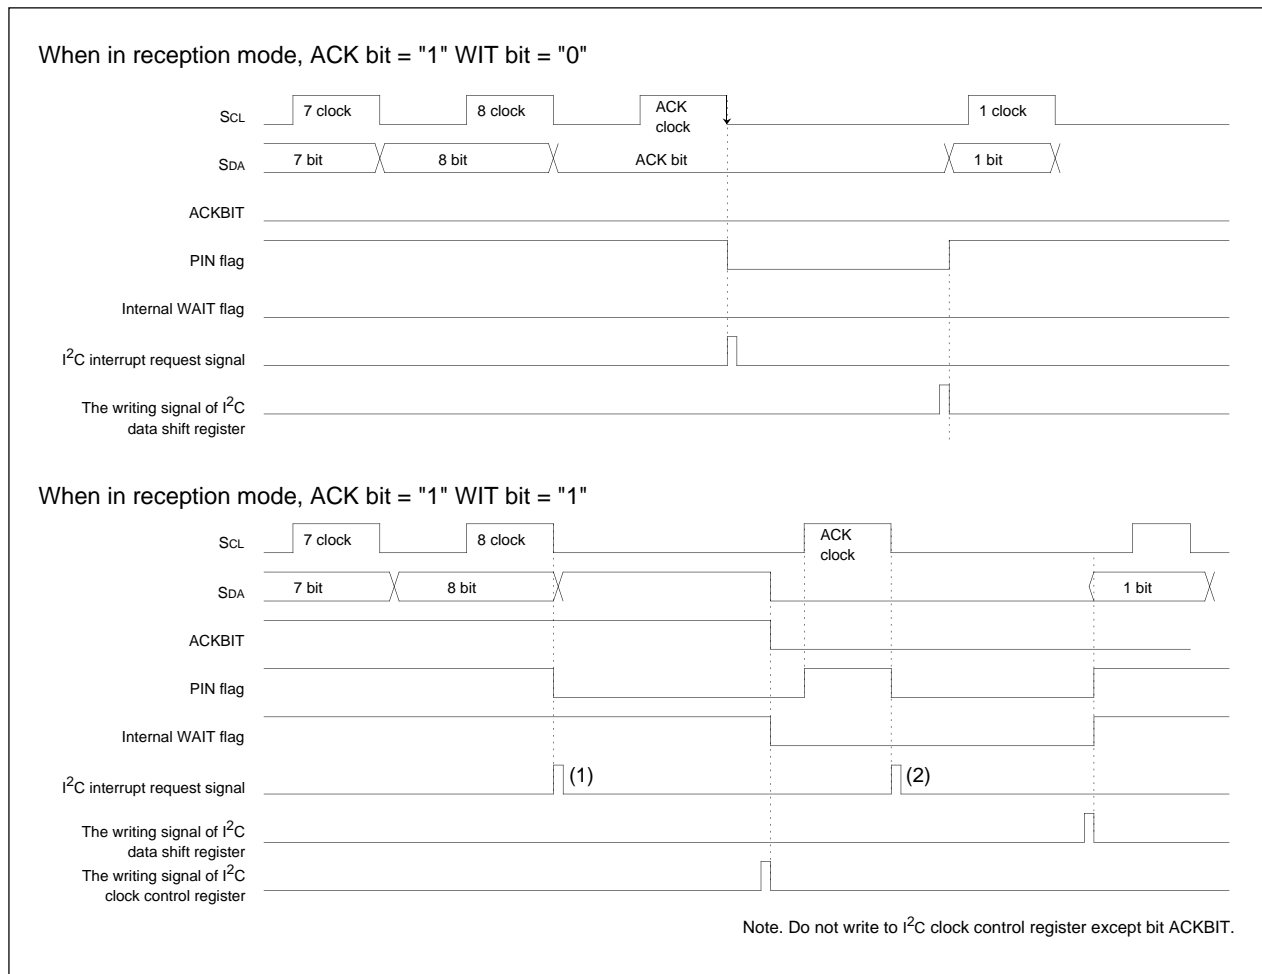 When in reception mode, ACK bit = "1" WIT bit = "0"
SCL
7 clock
8 clock
ACK
clock
1 clock
SDA
7 bit
8 bit
ACK bit
1 bit
ACKBIT
PIN flag
Internal WAIT flag
I2C interrupt request signal
The writing signal of I2C
data shift register
When in reception mode, ACK bit = "1" WIT bit = "1"
SCL
7 clock
8 clock
ACK
clock
SDA
7 bit
8 bit
1 bit
ACKBIT
PIN flag
Internal WAIT flag
I2C interrupt request signal
(1)
(2)
The writing signal of I2C
data shift register
The writing signal of I2C
clock control register
Note. Do not write to I2C clock control register except bit ACKBIT.